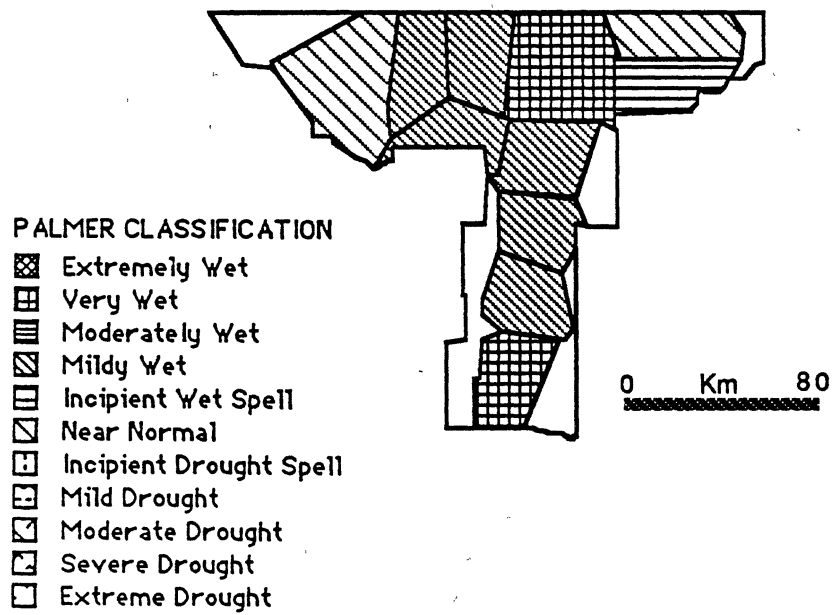 PALMER CLASSIFICATION
Extremely Wet
Very Wet
Moderately Wet
Mildy Wet
Incipient Wet Spell
Near Normal
Incipient Drought Spell
Mild Drought
Moderate Drought
Severe Drought
Extreme Drought
0 Km 80